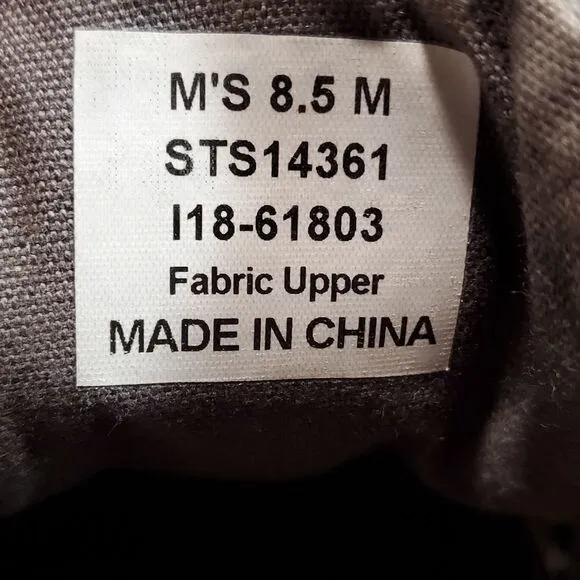 M'S 8.5 M
STS14361
I18-61803
Fabric Upper
MADE IN CHINA